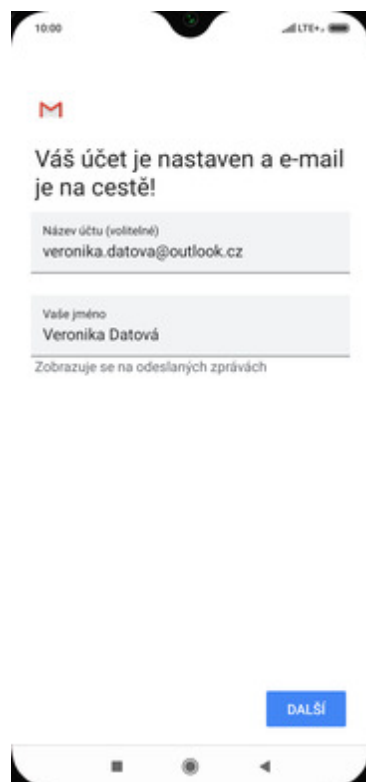 10:00
LTE+
Váš účet je nastaven a e-mail
je na cestě!
Název účtu (volitelné)
veronika.datova@outlook.cz
Vaše jméno
Veronika Datová
Zobrazuje se na odeslaných zprávách
DALŠÍ